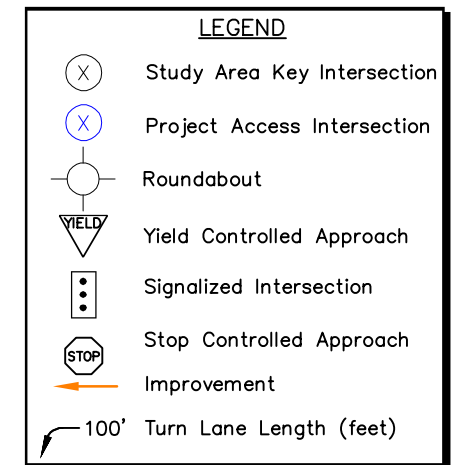 LEGEND
X Study Area Key Intersection
X Project Access Intersection
Roundabout
YIELD Yield Controlled Approach
Signalized Intersection
STOP Stop Controlled Approach
Improvement
100' Turn Lane Length (feet)